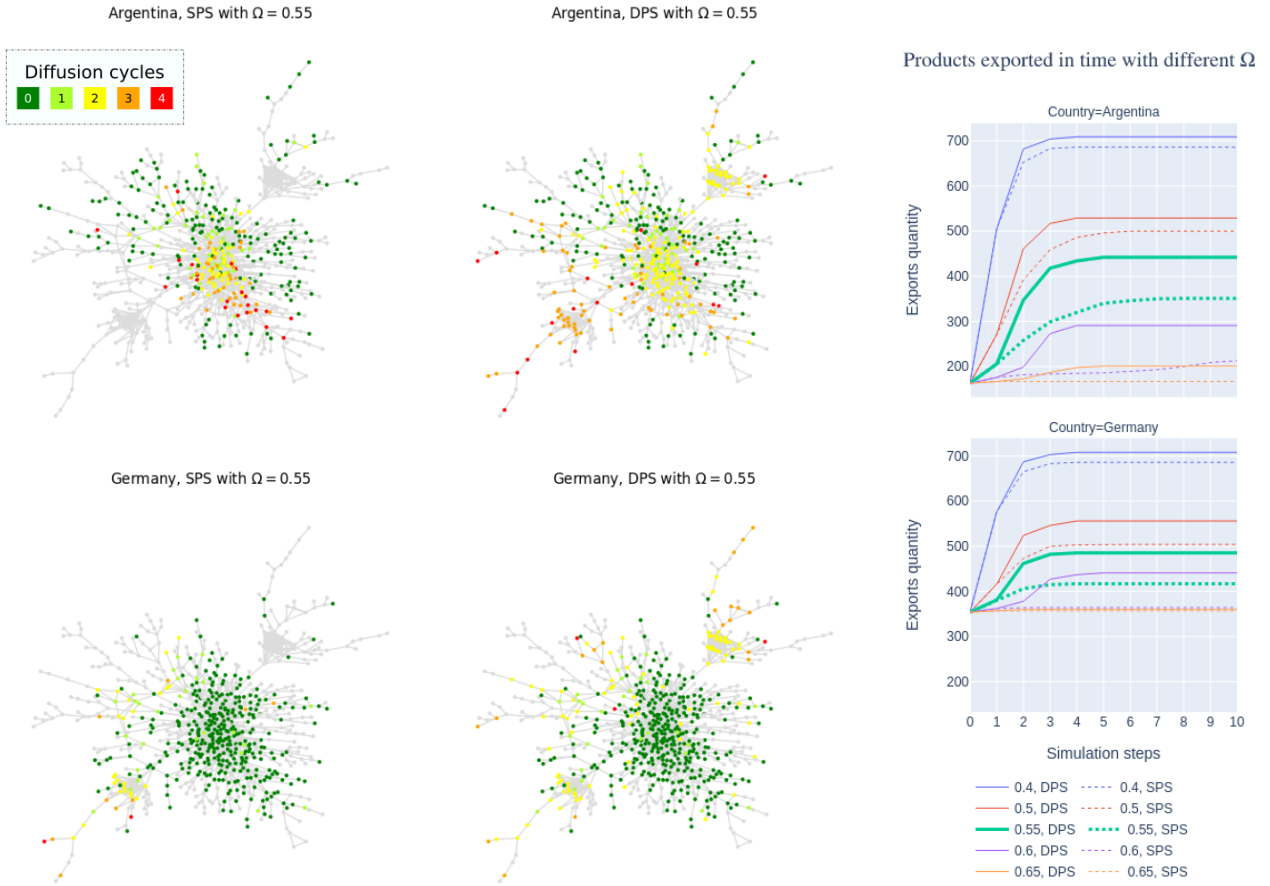 Argentina, SPS with Ω = 0.55
Argentina, DPS with Ω = 0.55
Diffusion cycles
0 1 2 3 4
Germany, SPS with Ω = 0.55
Germany, DPS with Ω = 0.55
Products exported in time with different Ω
Country=Argentina
700
600
500
400
300
200
Exports quantity
Country=Germany
700
600
500
400
300
200
Exports quantity
0 1 2 3 4 5 6 7 8 9 10
Simulation steps
0.4, DPS 0.4, SPS
0.5, DPS 0.5, SPS
0.55, DPS 0.55, SPS
0.6, DPS 0.6, SPS
0.65, DPS 0.65, SPS